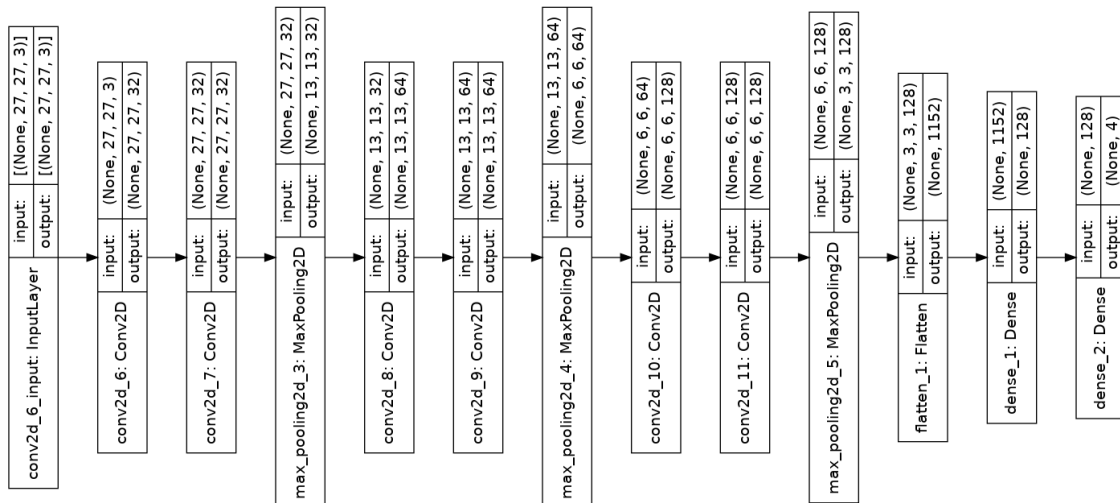 conv2d_6_input: InputLayer
input:
[(None, 27, 27, 3)]
output:
[(None, 27, 27, 3)]
conv2d_6: Conv2D
input:
(None, 27, 27, 3)
output:
(None, 27, 27, 32)
conv2d_7: Conv2D
input:
(None, 27, 27, 32)
output:
(None, 27, 27, 32)
max_pooling2d_3: MaxPooling2D
input:
(None, 27, 27, 32)
output:
(None, 13, 13, 32)
conv2d_8: Conv2D
input:
(None, 13, 13, 32)
output:
(None, 13, 13, 64)
conv2d_9: Conv2D
input:
(None, 13, 13, 64)
output:
(None, 13, 13, 64)
max_pooling2d_4: MaxPooling2D
input:
(None, 13, 13, 64)
output:
(None, 6, 6, 64)
conv2d_10: Conv2D
input:
(None, 6, 6, 64)
output:
(None, 6, 6, 128)
conv2d_11: Conv2D
input:
(None, 6, 6, 128)
output:
(None, 6, 6, 128)
max_pooling2d_5: MaxPooling2D
input:
(None, 6, 6, 128)
output:
(None, 3, 3, 128)
flatten_1: Flatten
input:
(None, 3, 3, 128)
output:
(None, 1152)
dense_1: Dense
input:
(None, 1152)
output:
(None, 128)
dense_2: Dense
input:
(None, 128)
output:
(None, 4)